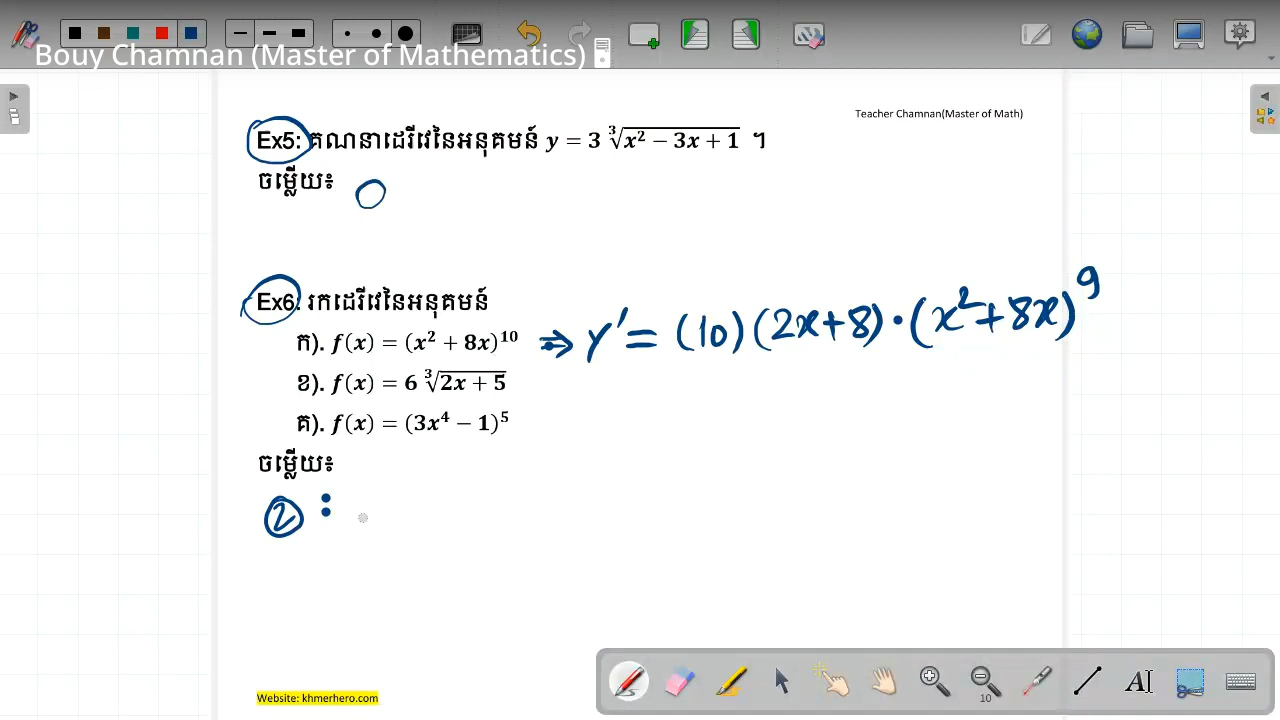 Bouy Chamnan (Master of Mathematics)
Teacher Chamnan(Master of Math)
Ex5: គណនាដេរីវេនៃអនុគមន៍ y = 3 ∛(x² − 3x + 1) ។
ចម្លើយ៖
Ex6: រកដេរីវេនៃអនុគមន៍
ក). f(x) = (x² + 8x)¹⁰ ⇒ y' = (10)(2x+8)·(x²+8x)⁹
ខ). f(x) = 6 ∛(2x + 5)
គ). f(x) = (3x⁴ − 1)⁵
ចម្លើយ៖
2 :
Website: khmerhero.com
10